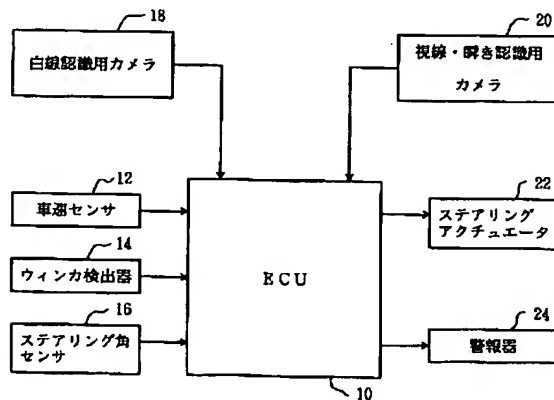 18
白線認識用カメラ
20
視線・瞬き認識用
カメラ
12
車速センサ
14
ウィンカ検出器
16
ステアリング角
センサ
ECU
10
22
ステアリング
アクチュエータ
24
警報器